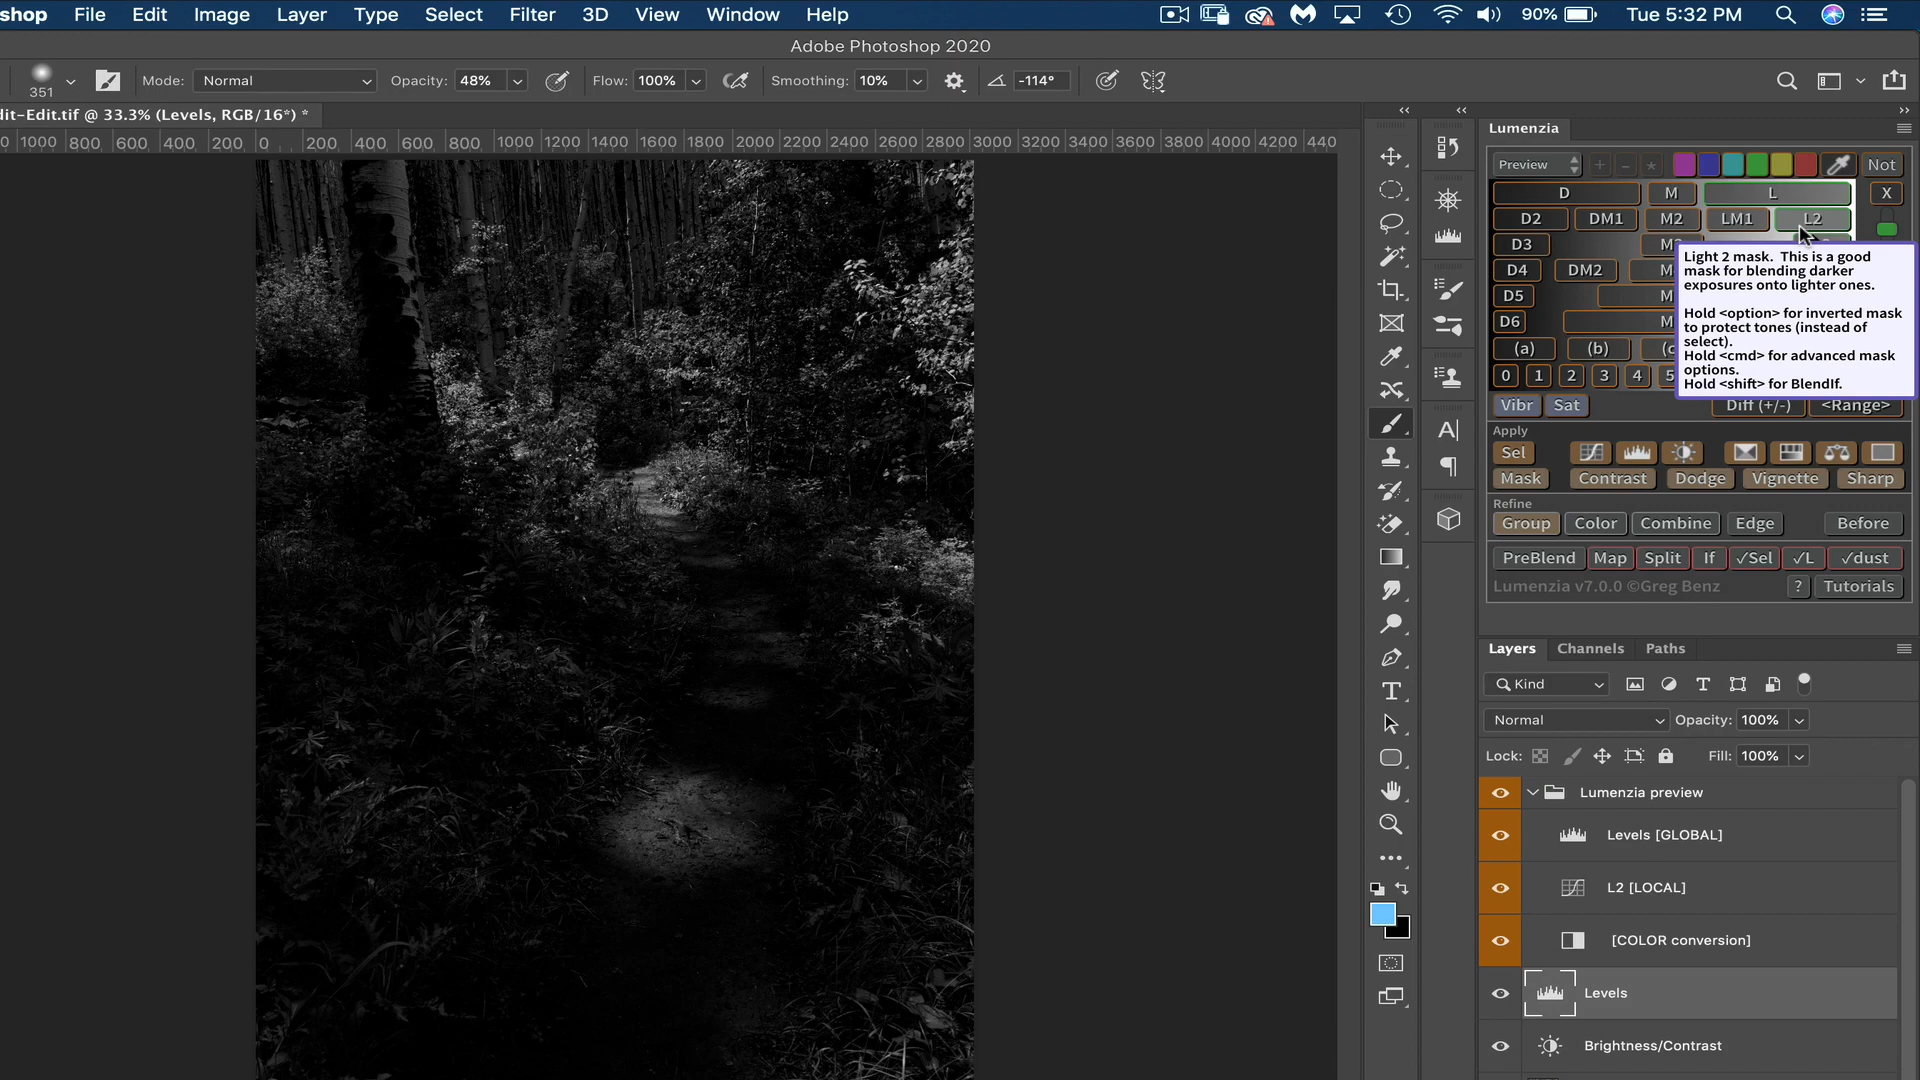 shop File Edit Image Layer Type Select Filter 3D View Window Help 90% Tue 5:32 PM
Adobe Photoshop 2020
351 Mode: Normal Opacity: 48% Flow: 100% Smoothing: 10% -114°
dit-Edit.tif @ 33.3% (Levels, RGB/16*) *
0 1000 800 600 400 200 0 200 400 600 800 1000 1200 1400 1600 1800 2000 2200 2400 2600 2800 3000 3200 3400 3600 3800 4000 4200 440
Lumenzia
Preview + - * Not
D M L X
D2 DM1 M2 LM1 L2
D3
D4 DM2 M
D5 M
D6 M
(a) (b)
0 1 2 3 4 5
Light 2 mask. This is a good
mask for blending darker
exposures onto lighter ones.
Hold <option> for inverted mask
to protect tones (instead of
select).
Hold <cmd> for advanced mask
options.
Hold <shift> for BlendIf.
Vibr Sat Diff (+/-) <Range>
Apply
Sel
Mask Contrast Dodge Vignette Sharp
Refine
Group Color Combine Edge Before
PreBlend Map Split If ✓Sel ✓L ✓dust
Lumenzia v7.0.0 ©Greg Benz ? Tutorials
Layers Channels Paths
Kind
Normal Opacity: 100%
Lock: Fill: 100%
Lumenzia preview
Levels [GLOBAL]
L2 [LOCAL]
[COLOR conversion]
Levels
Brightness/Contrast